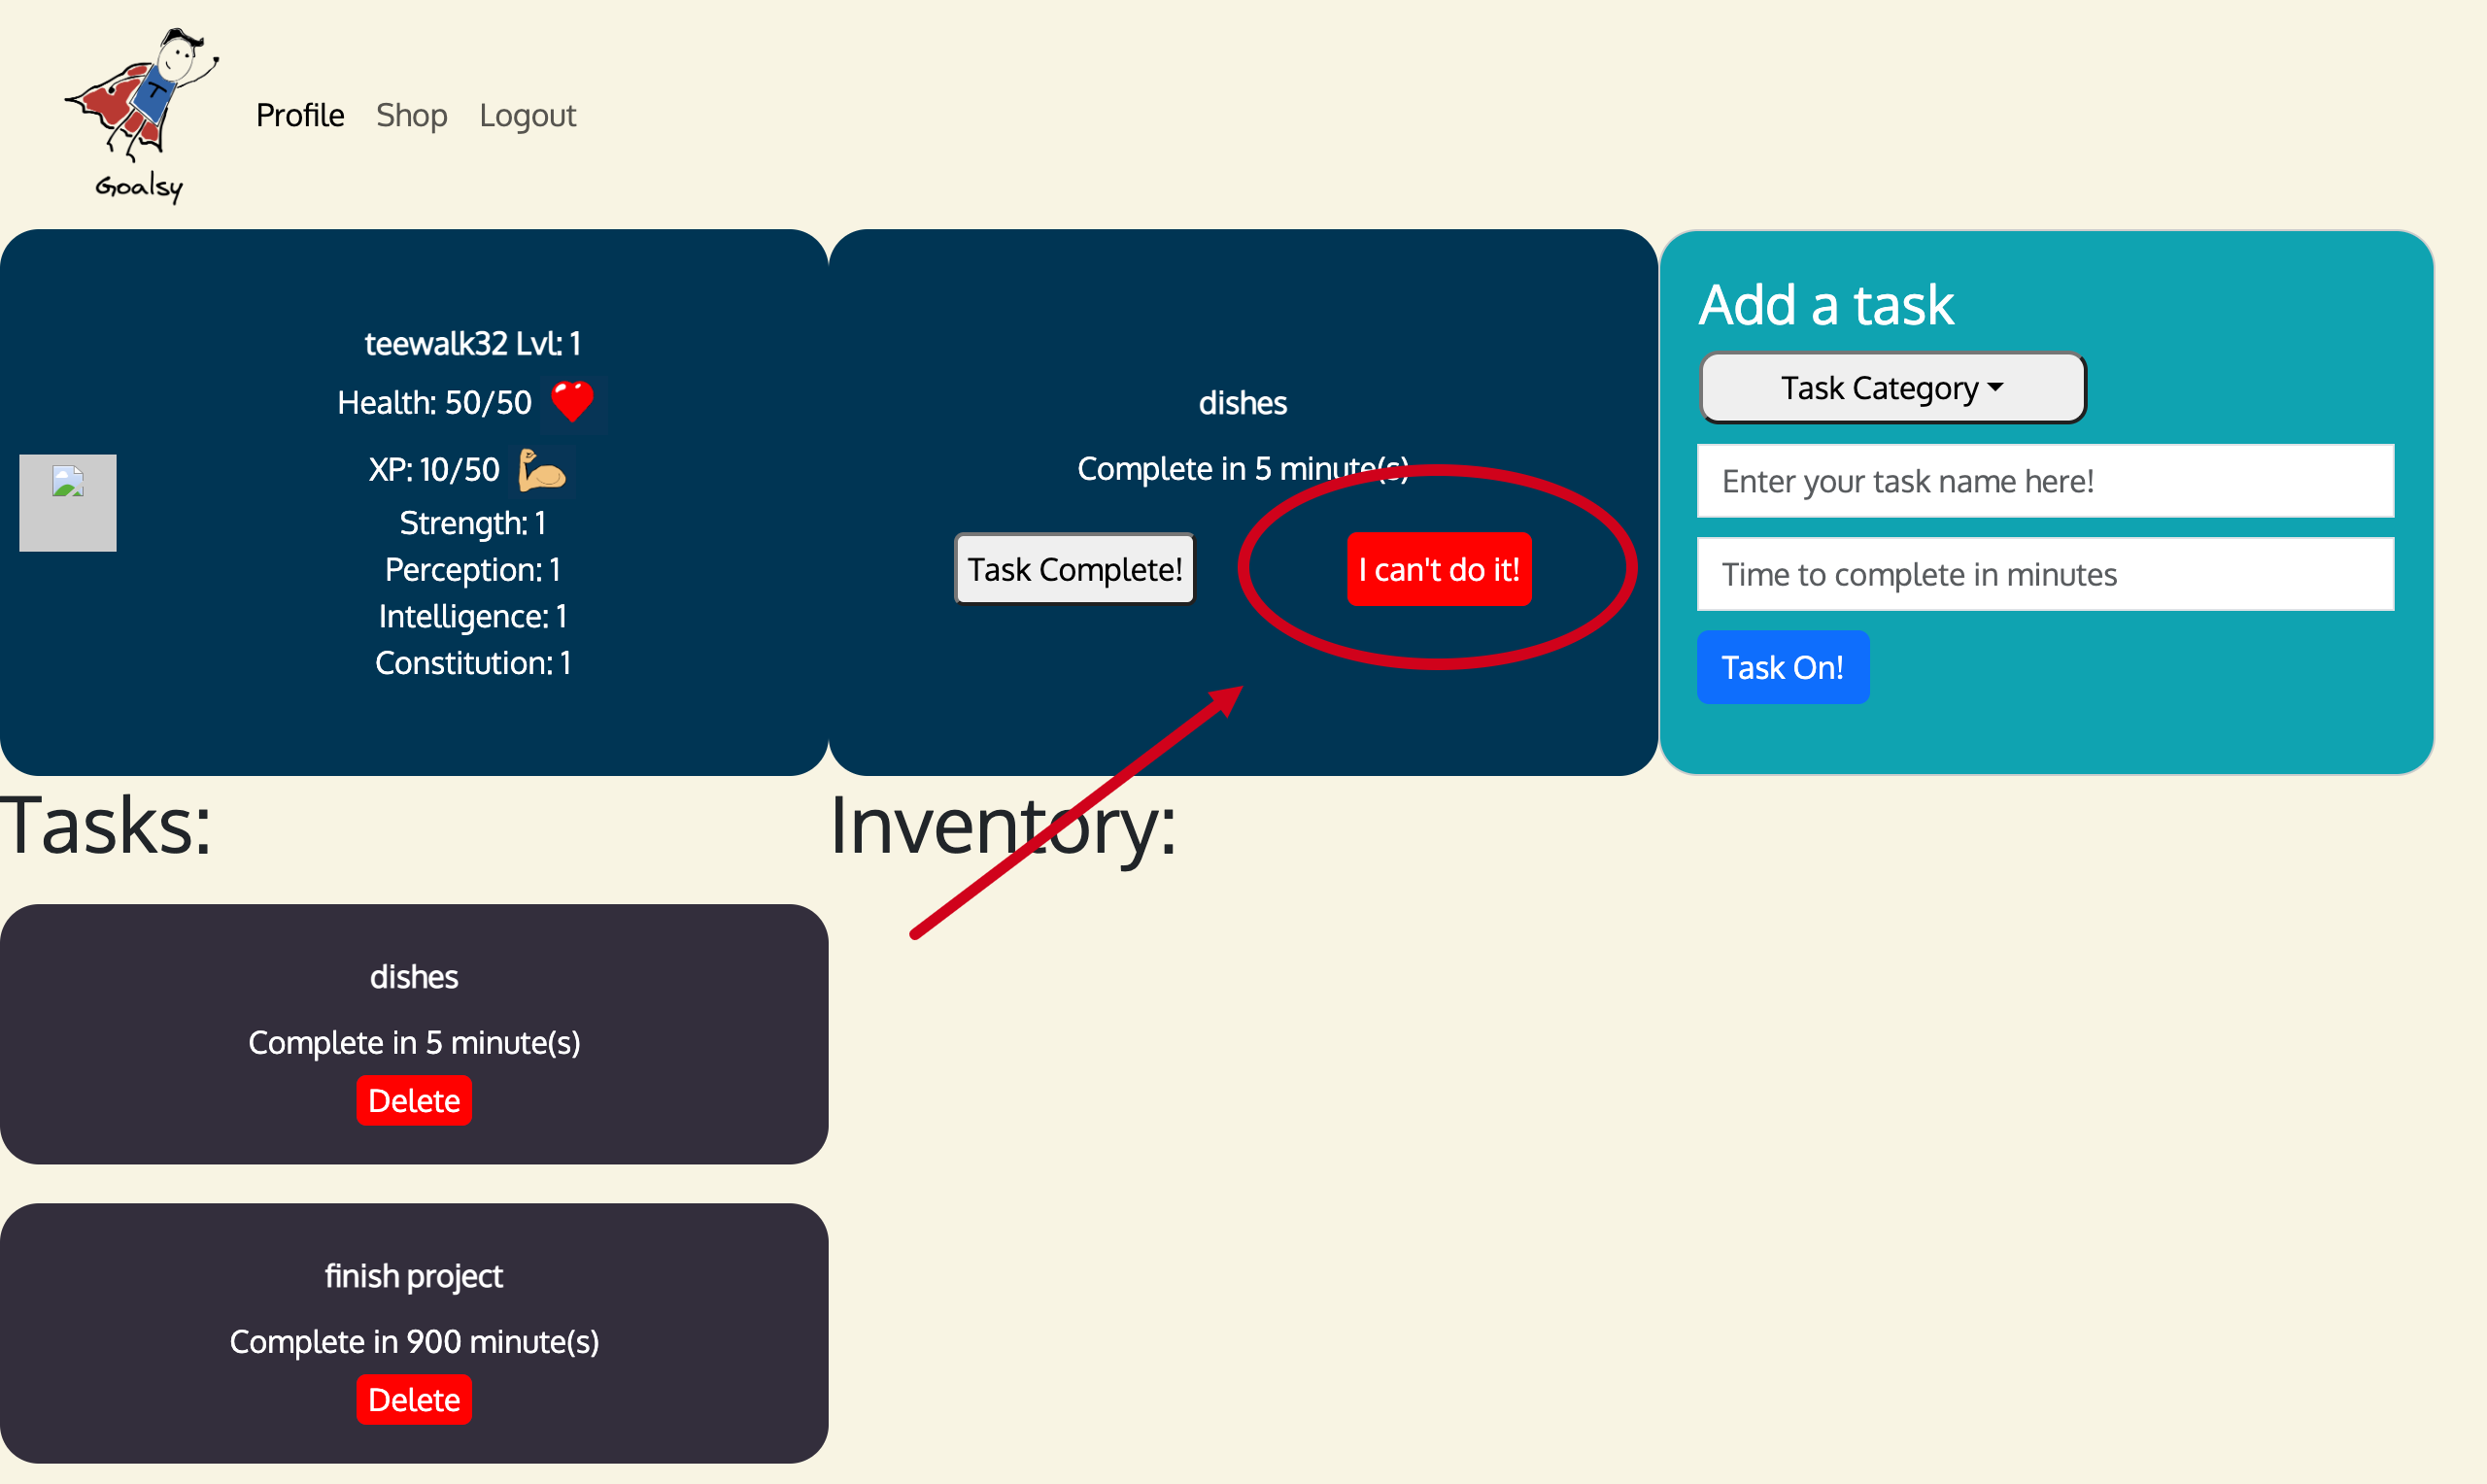 Goalsy
Profile Shop Logout
teewalk32 Lvl: 1
Health: 50/50
XP: 10/50
Strength: 1
Perception: 1
Intelligence: 1
Constitution: 1
dishes
Complete in 5 minute(s)
Task Complete!
I can't do it!
Add a task
Task Category
Enter your task name here!
Time to complete in minutes
Task On!
Tasks:
dishes
Complete in 5 minute(s)
Delete
finish project
Complete in 900 minute(s)
Delete
Inventory:
T